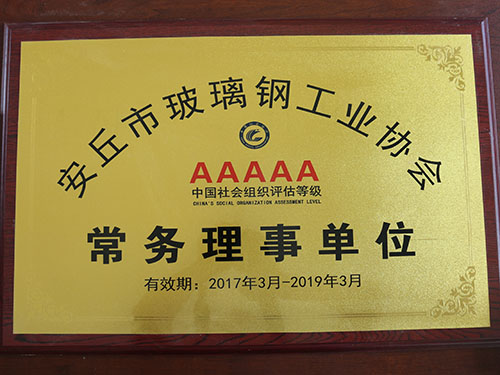 安丘市玻璃钢工业协会
AAAAA
中国社会组织评估等级
CHINA'S SOCIAL ORGANIZATION ASSESSMENT LEVEL
常务理事单位
有效期：2017年3月-2019年3月